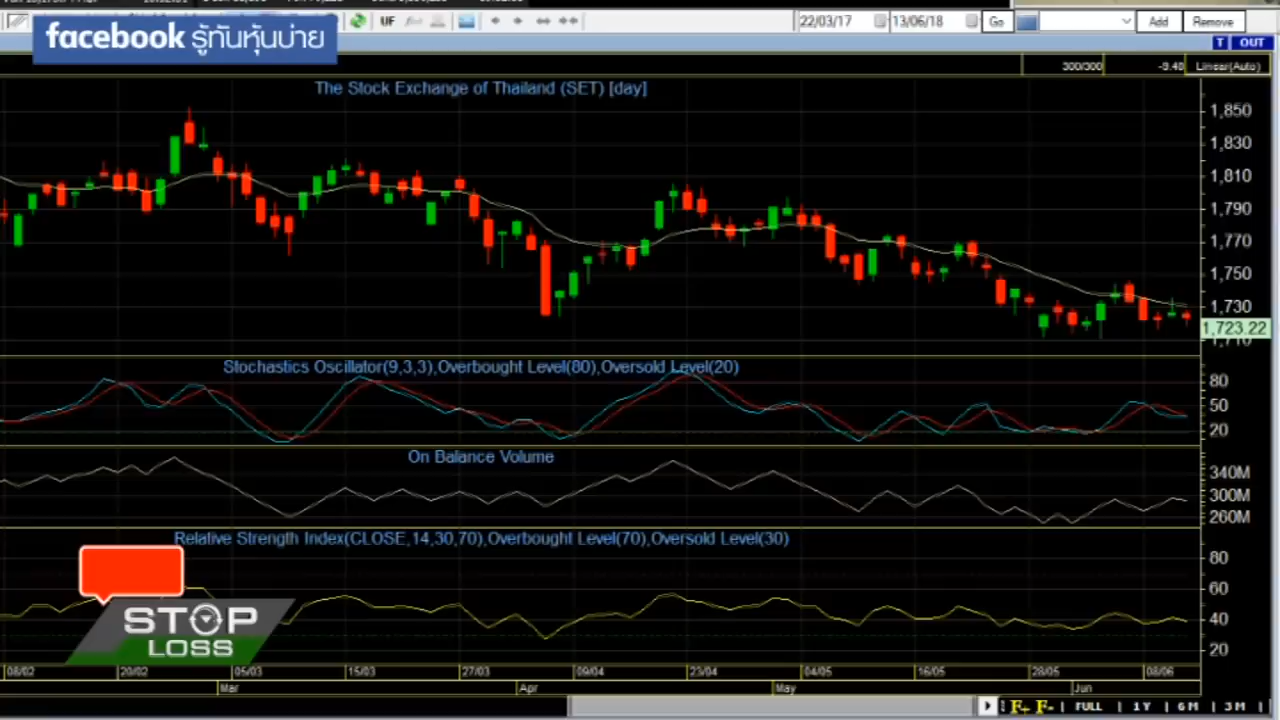 UF
22/03/17
13/06/18
Go
Add
Remove
facebook รู้ทันหุ้นบ่าย
T OUT
300/300
-9.40
Linear(Auto)
The Stock Exchange of Thailand (SET) [day]
1,850
1,830
1,810
1,790
1,770
1,750
1,730
1,723.22
1,710
Stochastics Oscillator(9,3,3),Overbought Level(80),Oversold Level(20)
80
50
20
On Balance Volume
340M
300M
260M
Relative Strength Index(CLOSE,14,30,70),Overbought Level(70),Oversold Level(30)
80
60
40
20
STOP
LOSS
08/02 20/02 05/03 15/03 27/03 09/04 23/04 04/05 16/05 28/05 08/06
Mar Apr May Jun
F+ F- FULL 1Y 6M 3M